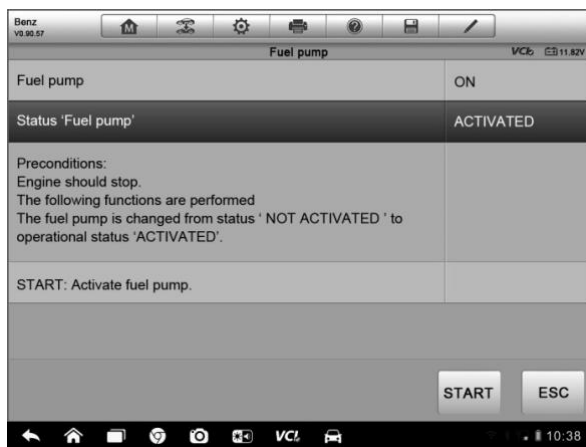 Benz
V0.90.57
Fuel pump
VCI
11.82V
Fuel pump
ON
Status 'Fuel pump'
ACTIVATED
Preconditions:
Engine should stop.
The following functions are performed
The fuel pump is changed from status ' NOT ACTIVATED ' to
operational status 'ACTIVATED'.
START: Activate fuel pump.
START
ESC
VCI
10:38